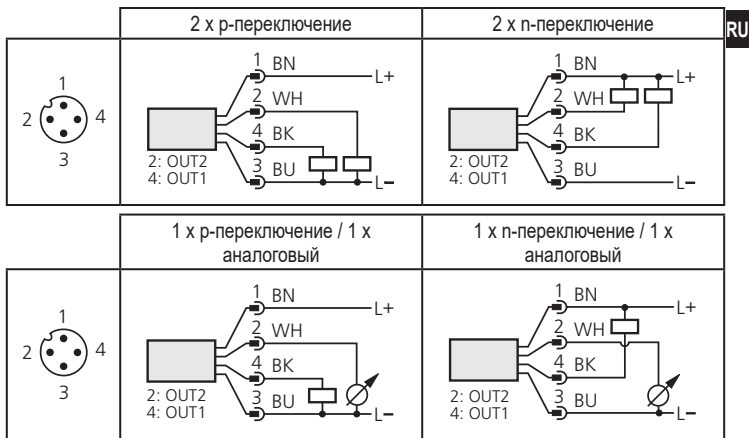 2 x p-переключение
2 x n-переключение
RU
1
2
4
3
1 BN
L+
2 WH
4 BK
3 BU
L–
2: OUT2
4: OUT1
1 BN
L+
2 WH
4 BK
3 BU
L–
2: OUT2
4: OUT1
1 x p-переключение / 1 x
аналоговый
1 x n-переключение / 1 x
аналоговый
1
2
4
3
1 BN
L+
2 WH
4 BK
3 BU
L–
2: OUT2
4: OUT1
1 BN
L+
2 WH
4 BK
3 BU
L–
2: OUT2
4: OUT1